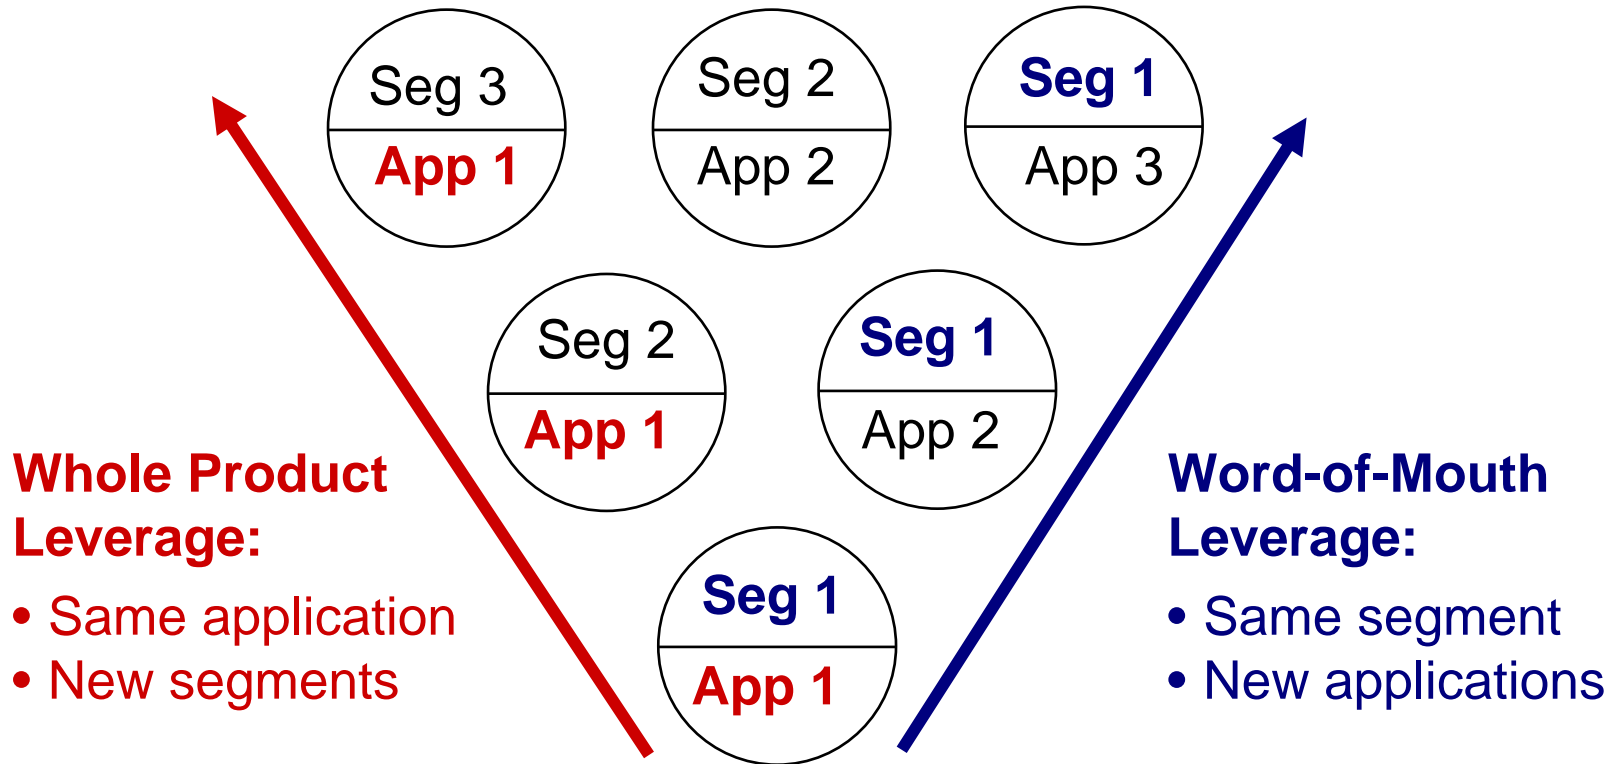 Seg 3
App 1
Seg 2
App 2
Seg 1
App 3
Seg 2
App 1
Seg 1
App 2
Whole Product
Leverage:
• Same application
• New segments
Seg 1
App 1
Word-of-Mouth
Leverage:
• Same segment
• New applications